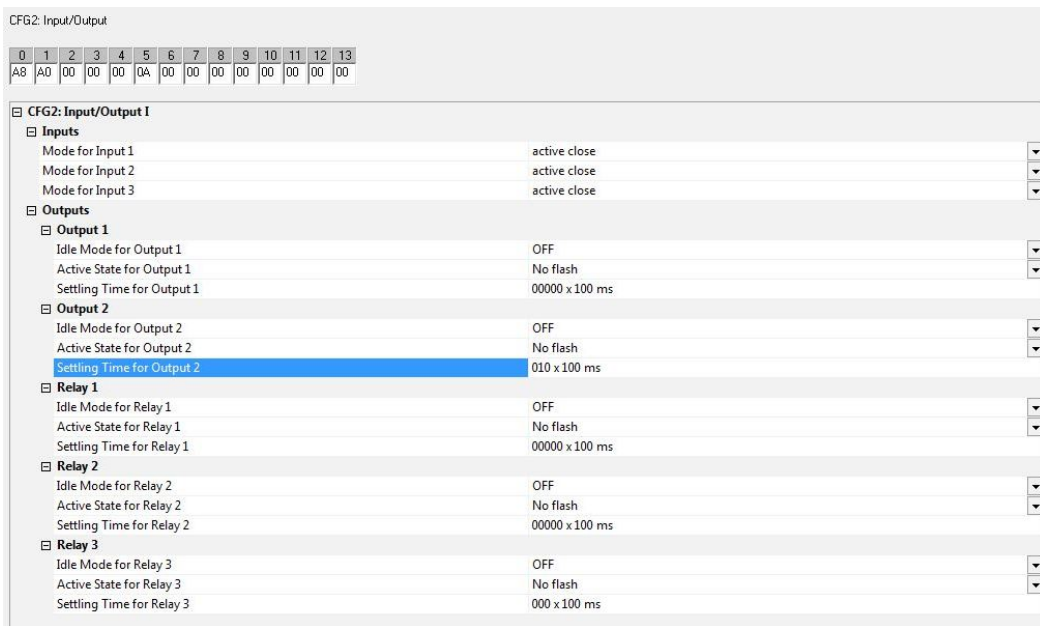 CFG2: Input/Output
0 1 2 3 4 5 6 7 8 9 10 11 12 13
A8 A0 00 00 00 0A 00 00 00 00 00 00 00 00
CFG2: Input/Output I
Inputs
Mode for Input 1 active close
Mode for Input 2 active close
Mode for Input 3 active close
Outputs
Output 1
Idle Mode for Output 1 OFF
Active State for Output 1 No flash
Settling Time for Output 1 00000 x 100 ms
Output 2
Idle Mode for Output 2 OFF
Active State for Output 2 No flash
Settling Time for Output 2 010 x 100 ms
Relay 1
Idle Mode for Relay 1 OFF
Active State for Relay 1 No flash
Settling Time for Relay 1 00000 x 100 ms
Relay 2
Idle Mode for Relay 2 OFF
Active State for Relay 2 No flash
Settling Time for Relay 2 00000 x 100 ms
Relay 3
Idle Mode for Relay 3 OFF
Active State for Relay 3 No flash
Settling Time for Relay 3 000 x 100 ms